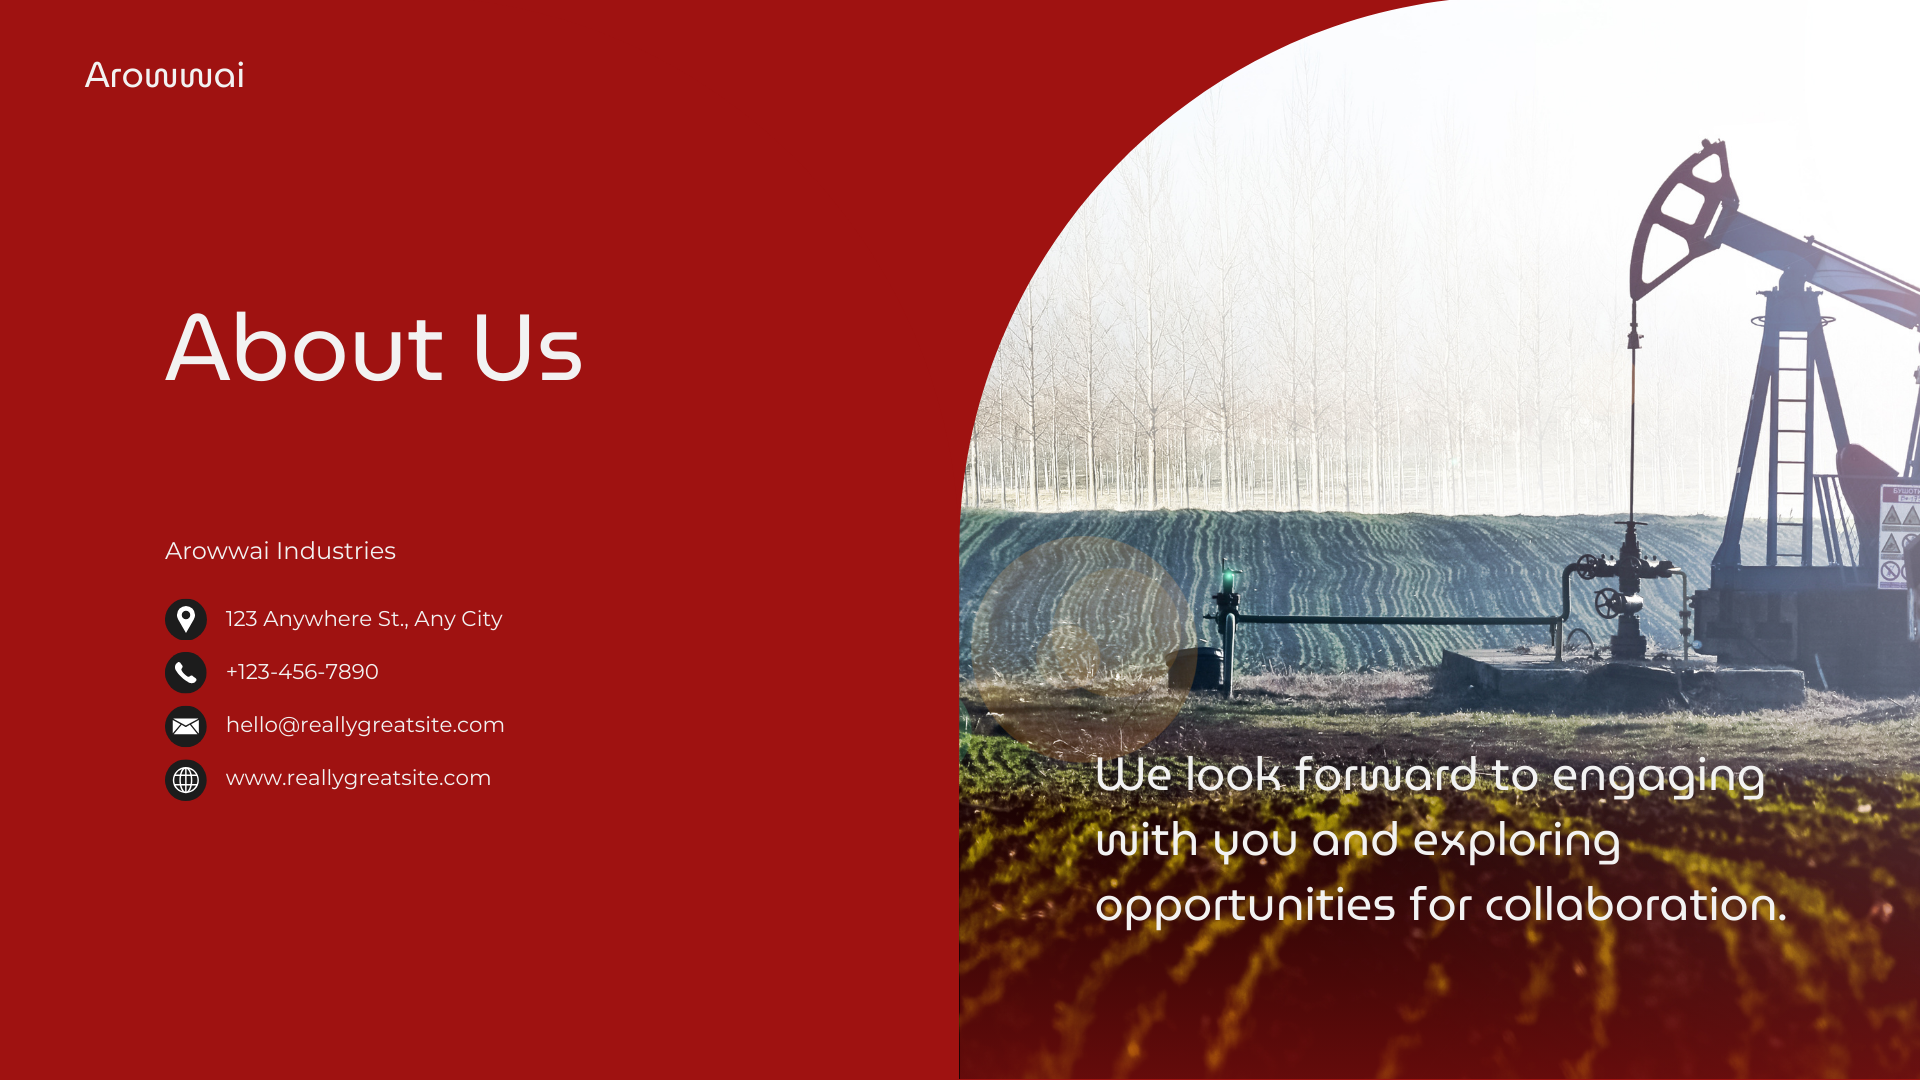 Arowwai
About Us
Arowwai Industries
123 Anywhere St., Any City
+123-456-7890
hello@reallygreatsite.com
www.reallygreatsite.com
We look forward to engaging
with you and exploring
opportunities for collaboration.